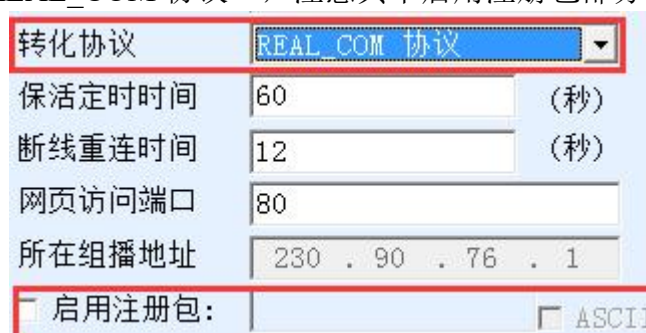 转化协议 REAL_COM 协议
保活定时时间 60 (秒)
断线重连时间 12 (秒)
网页访问端口 80
所在组播地址 230 . 90 . 76 . 1
启用注册包: ASCII